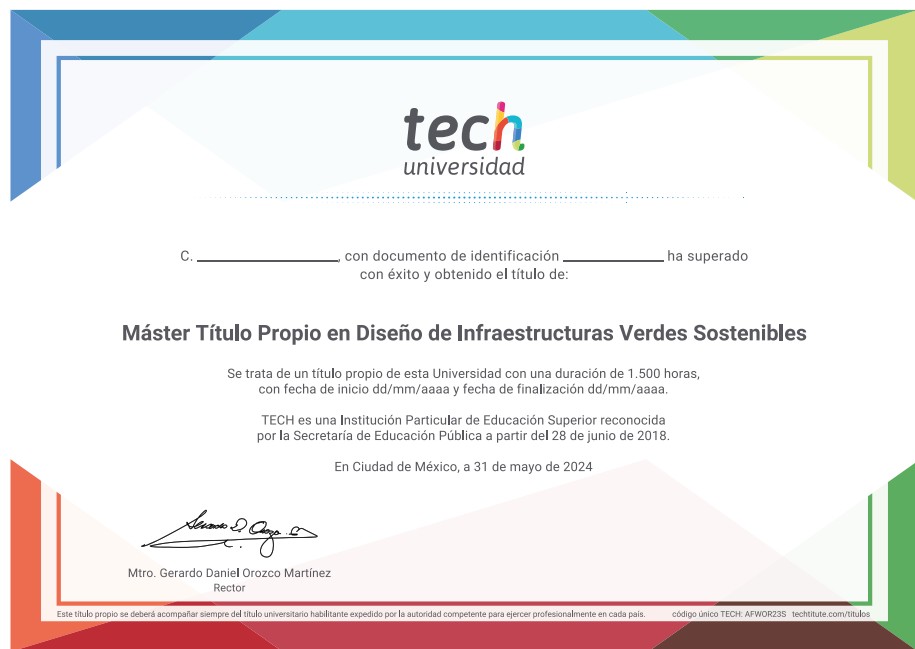 tech
universidad
C. ____________________, con documento de identificación ______________ ha superado
con éxito y obtenido el título de:
Máster Título Propio en Diseño de Infraestructuras Verdes Sostenibles
Se trata de un título propio de esta Universidad con una duración de 1.500 horas,
con fecha de inicio dd/mm/aaaa y fecha de finalización dd/mm/aaaa.
TECH es una Institución Particular de Educación Superior reconocida
por la Secretaría de Educación Pública a partir del 28 de junio de 2018.
En Ciudad de México, a 31 de mayo de 2024
Mtro. Gerardo Daniel Orozco Martínez
Rector
Este título propio se deberá acompañar siempre del título universitario habilitante expedido por la autoridad competente para ejercer profesionalmente en cada país. código único TECH: AFWOR23S techtitute.com/titulos